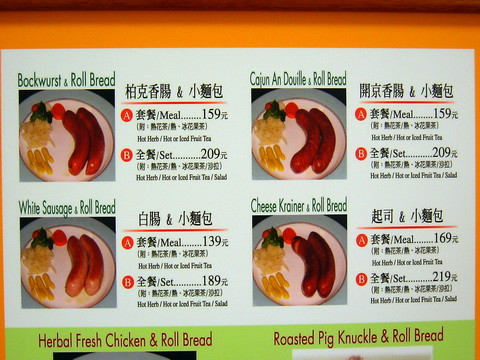 Bockwurst & Roll Bread
柏克香腸 & 小麵包
A 套餐/Meal........159元
(附：熱花茶/熱、冰花果茶)
Hot Herb / Hot or Iced Fruit Tea
B 全餐/Set...........209元
(附：熱花茶/熱、冰花果茶/沙拉)
Hot Herb / Hot or Iced Fruit Tea / Salad
Cajun An Douille & Roll Bread
開京香腸 & 小麵包
A 套餐/Meal........159元
(附：熱花茶/熱、冰花果茶)
Hot Herb / Hot or Iced Fruit Tea
B 全餐/Set...........209元
(附：熱花茶/熱、冰花果茶/沙拉)
Hot Herb / Hot or Iced Fruit Tea / Salad
White Sausage & Roll Bread
白腸 & 小麵包
A 套餐/Meal........139元
(附：熱花茶/熱、冰花果茶)
Hot Herb / Hot or Iced Fruit Tea
B 全餐/Set...........189元
(附：熱花茶/熱、冰花果茶/沙拉)
Hot Herb / Hot or Iced Fruit Tea / Salad
Cheese Krainer & Roll Bread
起司 & 小麵包
A 套餐/Meal........169元
(附：熱花茶/熱、冰花果茶)
Hot Herb / Hot or Iced Fruit Tea
B 全餐/Set...........219元
(附：熱花茶/熱、冰花果茶/沙拉)
Hot Herb / Hot or Iced Fruit Tea / Salad
Herbal Fresh Chicken & Roll Bread
Roasted Pig Knuckle & Roll Bread